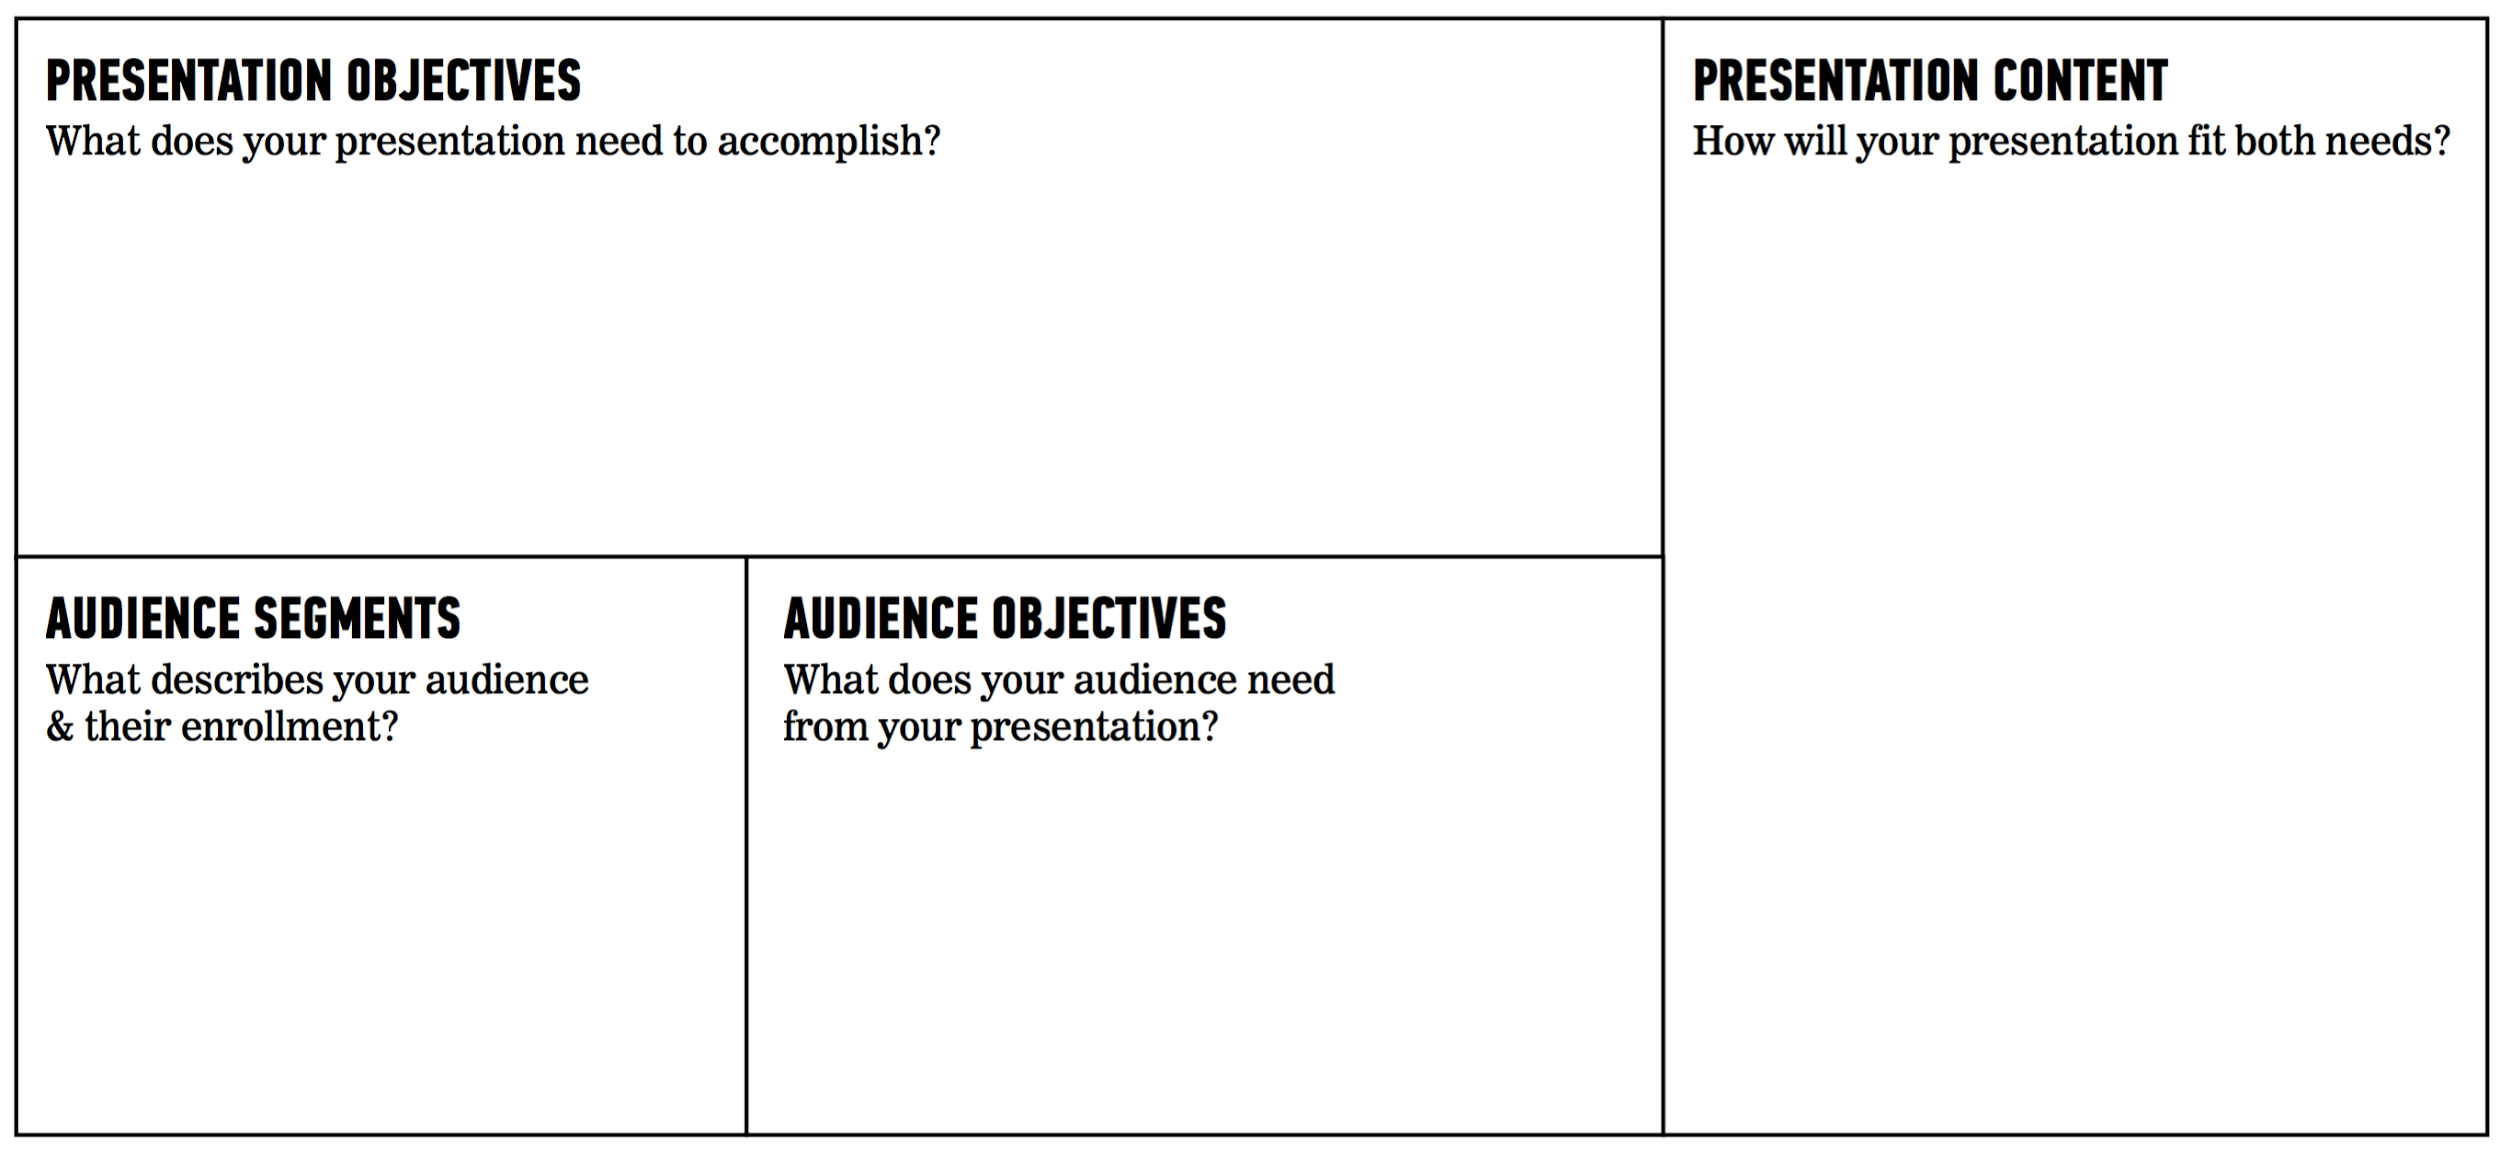 PRESENTATION OBJECTIVES
What does your presentation need to accomplish?
PRESENTATION CONTENT
How will your presentation fit both needs?
AUDIENCE SEGMENTS
What describes your audience
& their enrollment?
AUDIENCE OBJECTIVES
What does your audience need
from your presentation?